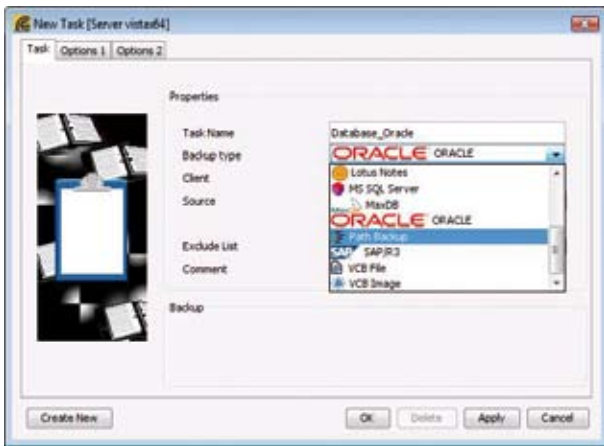 New Task [Server vistax64]
Task Options 1 Options 2
Properties
Task Name Database_Oracle
Backup type ORACLE ORACLE
Client Lotus Notes
MS SQL Server
Source MaxDB
ORACLE ORACLE
Path Backup
Exclude List SAP SAP/R3
Comment VCB File
VCB Image
Backup
Create New OK Delete Apply Cancel